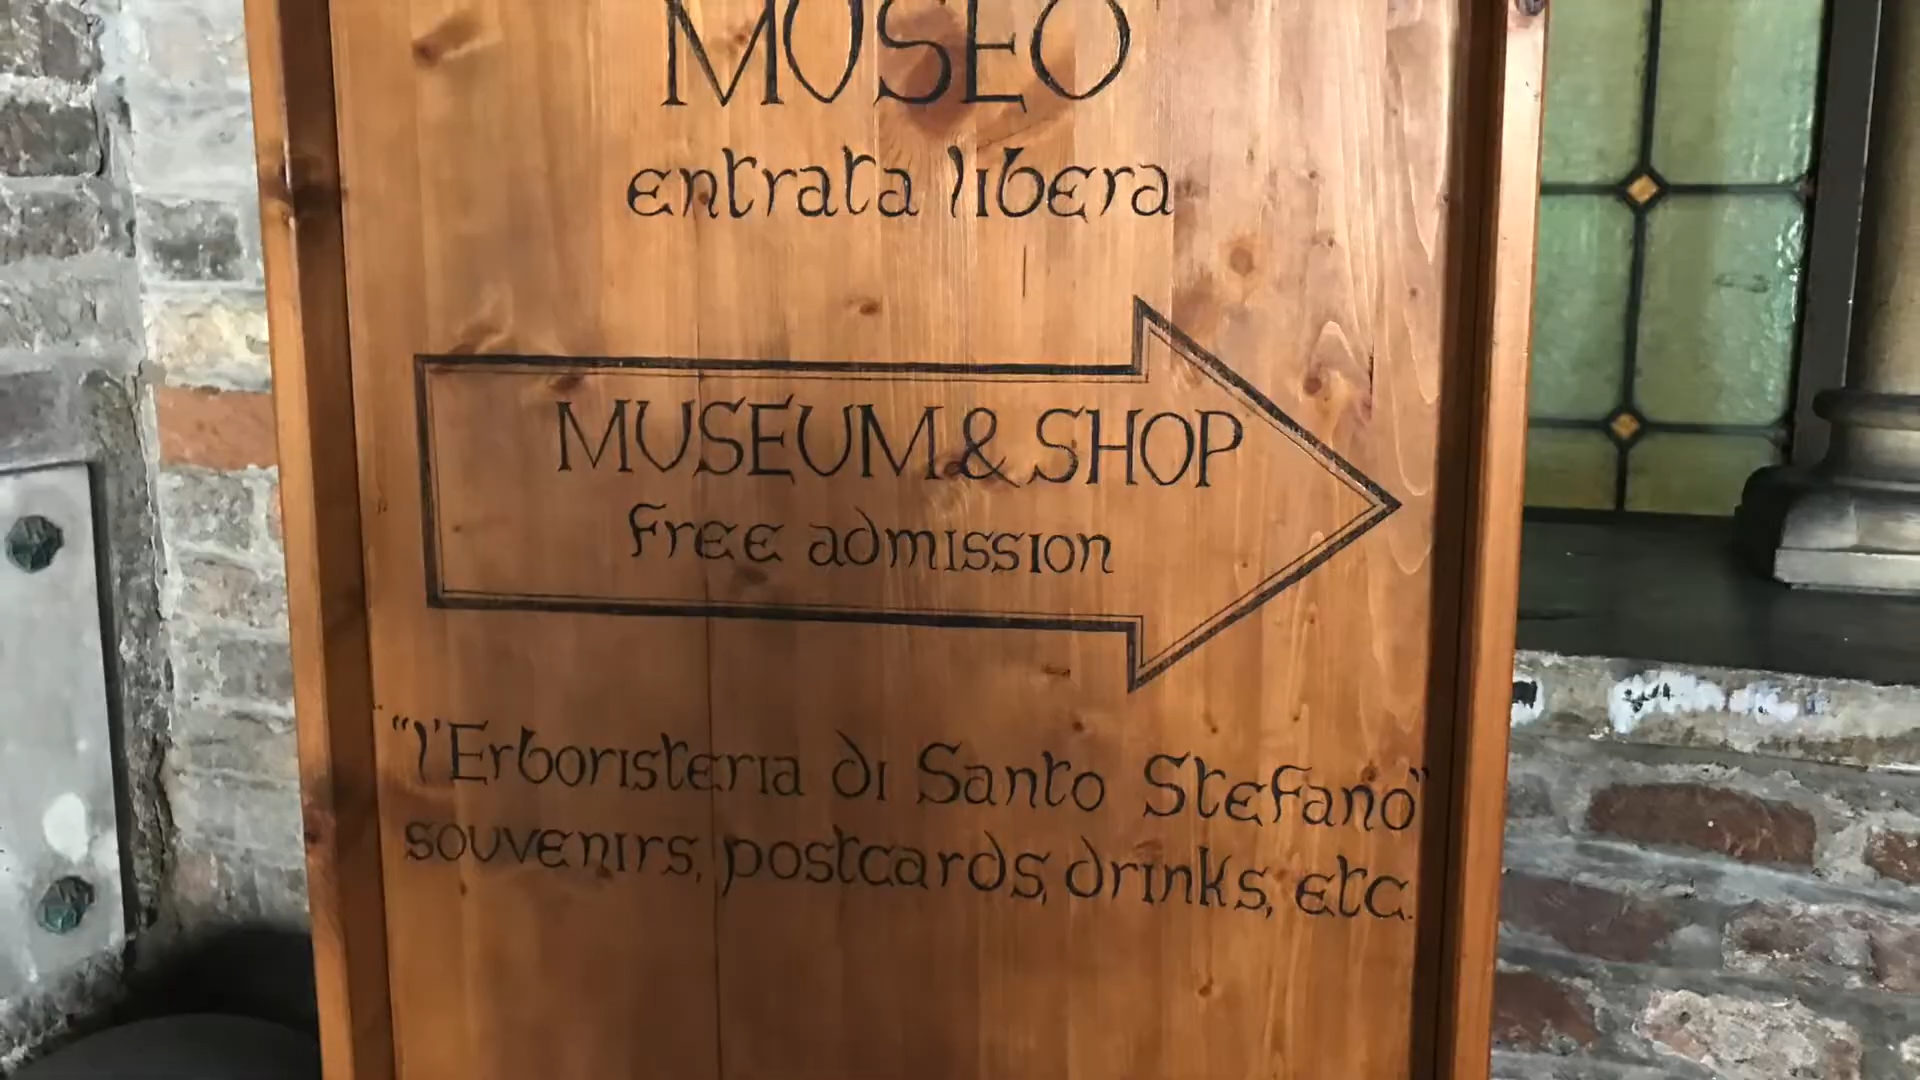 MUSEO
entrata libera
MUSEUM & SHOP
Free admission
"l'Erboristeria di Santo Stefano"
souvenirs, postcards, drinks, etc.